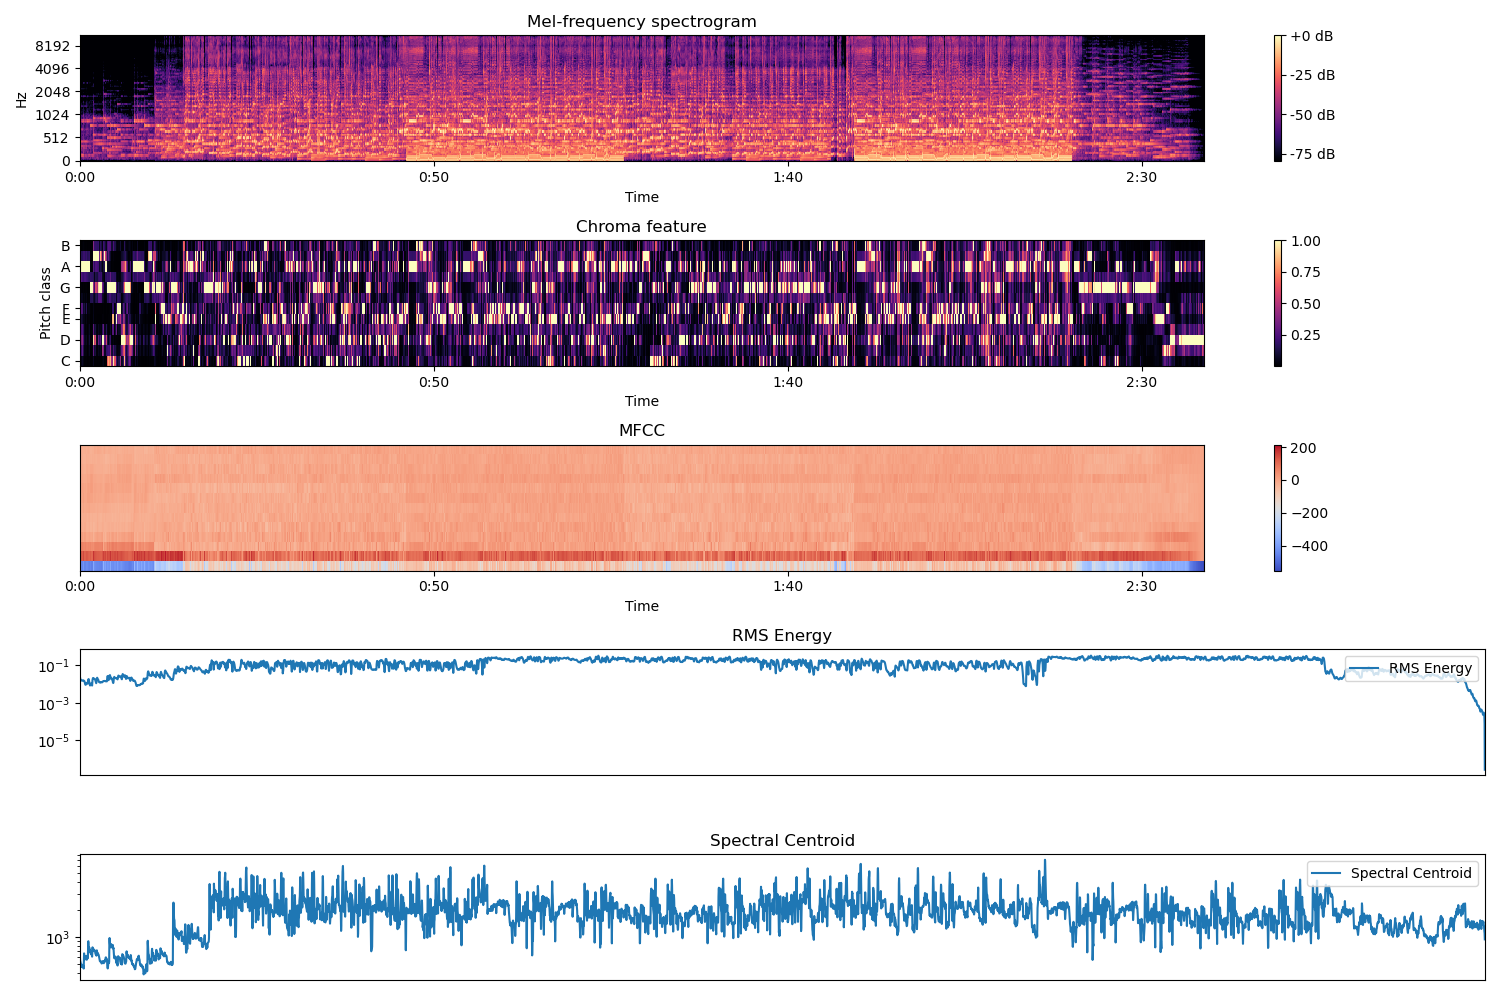 Mel-frequency spectrogram
8192
4096
2048
1024
512
0
Hz
0:00
0:50
1:40
2:30
Time
+0 dB
-25 dB
-50 dB
-75 dB
Chroma feature
B
A
G
F
E
D
C
Pitch class
0:00
0:50
1:40
2:30
Time
1.00
0.75
0.50
0.25
MFCC
0:00
0:50
1:40
2:30
Time
200
0
−200
−400
RMS Energy
10⁻¹
10⁻³
10⁻⁵
RMS Energy
Spectral Centroid
10³
Spectral Centroid